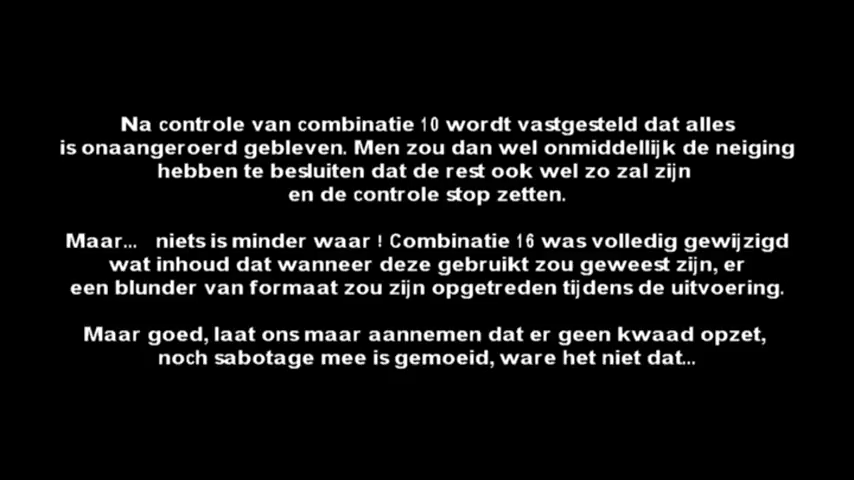 Na controle van combinatie 10 wordt vastgesteld dat alles
is onaangeroerd gebleven. Men zou dan wel onmiddellijk de neiging
hebben te besluiten dat de rest ook wel zo zal zijn
en de controle stop zetten.
Maar... niets is minder waar ! Combinatie 16 was volledig gewijzigd
wat inhoud dat wanneer deze gebruikt zou geweest zijn, er
een blunder van formaat zou zijn opgetreden tijdens de uitvoering.
Maar goed, laat ons maar aannemen dat er geen kwaad opzet,
noch sabotage mee is gemoeid, ware het niet dat...